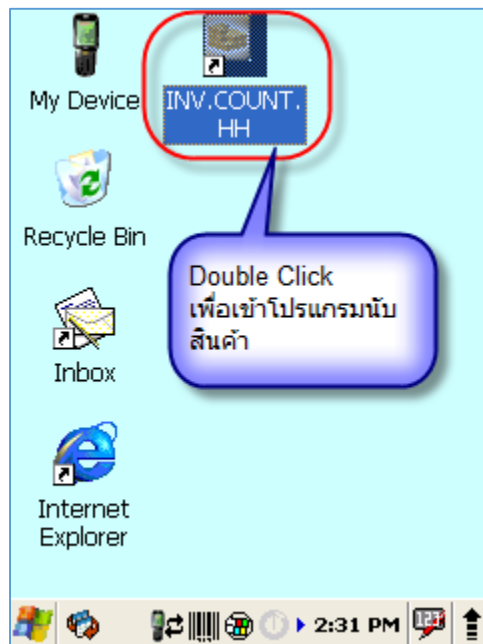 My Device
INV.COUNT.
HH
Recycle Bin
Double Click
เพื่อเข้าโปรแกรมนับ
สินค้า
Inbox
Internet
Explorer
2:31 PM
123